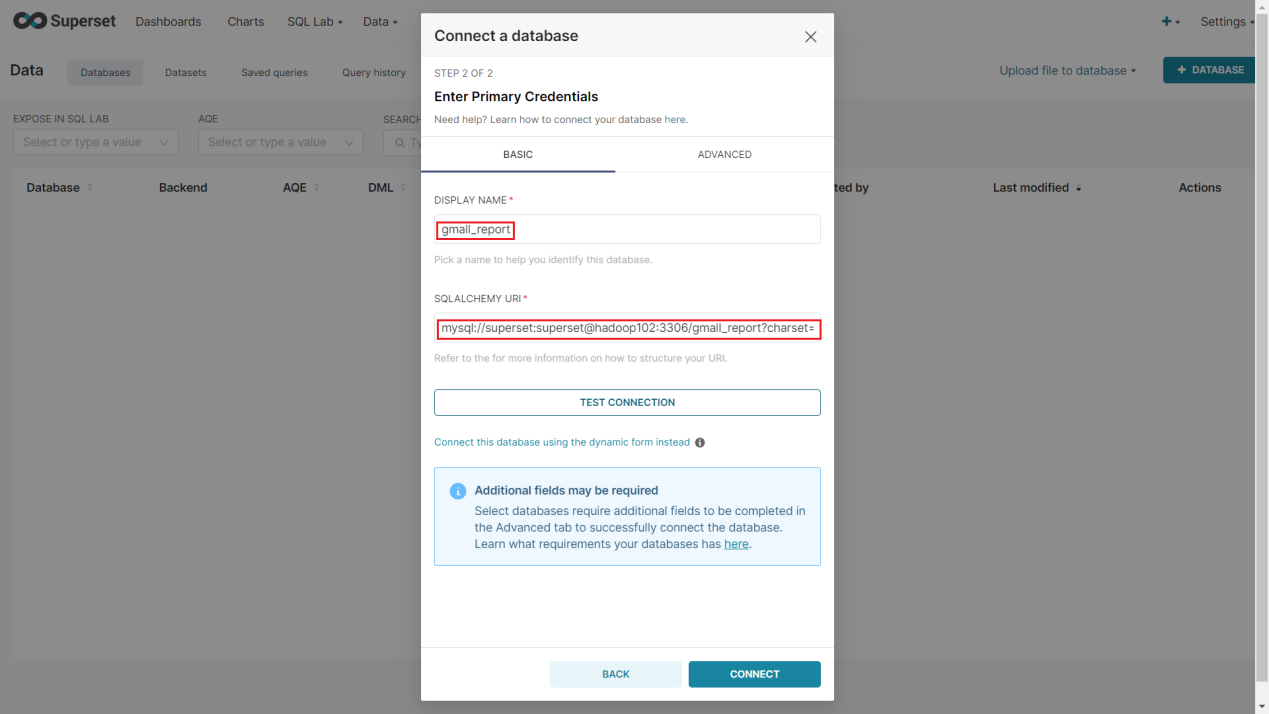 Superset Dashboards Charts SQL Lab Data Settings
Data Databases Datasets Saved queries Query history Upload file to database + DATABASE
EXPOSE IN SQL LAB AQE SEARCH
Select or type a value Select or type a value Ty
Database Backend AQE DML ted by Last modified Actions
Connect a database
STEP 2 OF 2
Enter Primary Credentials
Need help? Learn how to connect your database here.
BASIC ADVANCED
DISPLAY NAME*
gmall_report
Pick a name to help you identify this database.
SQLALCHEMY URI*
mysql://superset:superset@hadoop102:3306/gmall_report?charset=
Refer to the for more information on how to structure your URI.
TEST CONNECTION
Connect this database using the dynamic form instead
Additional fields may be required
Select databases require additional fields to be completed in
the Advanced tab to successfully connect the database.
Learn what requirements your databases has here.
BACK CONNECT